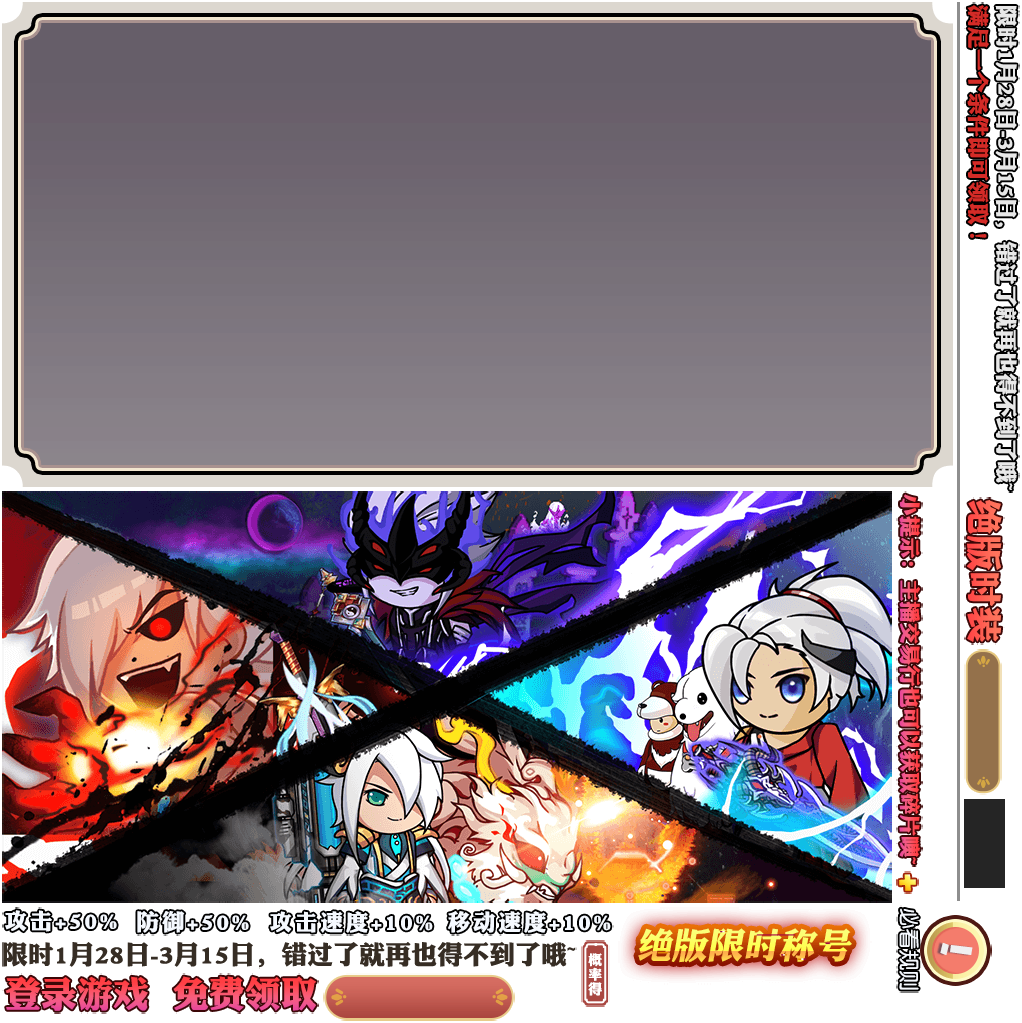 限时1月28日-3月15日，错过了就再也得不到了哦~
满足一个条件即可领取！
绝版时装
小提示：主播交易行也可以获取碎片哦~
必看规则
攻击+50% 防御+50% 攻击速度+10% 移动速度+10%
限时1月28日-3月15日，错过了就再也得不到了哦~
概率得
绝版限时称号
登录游戏 免费领取